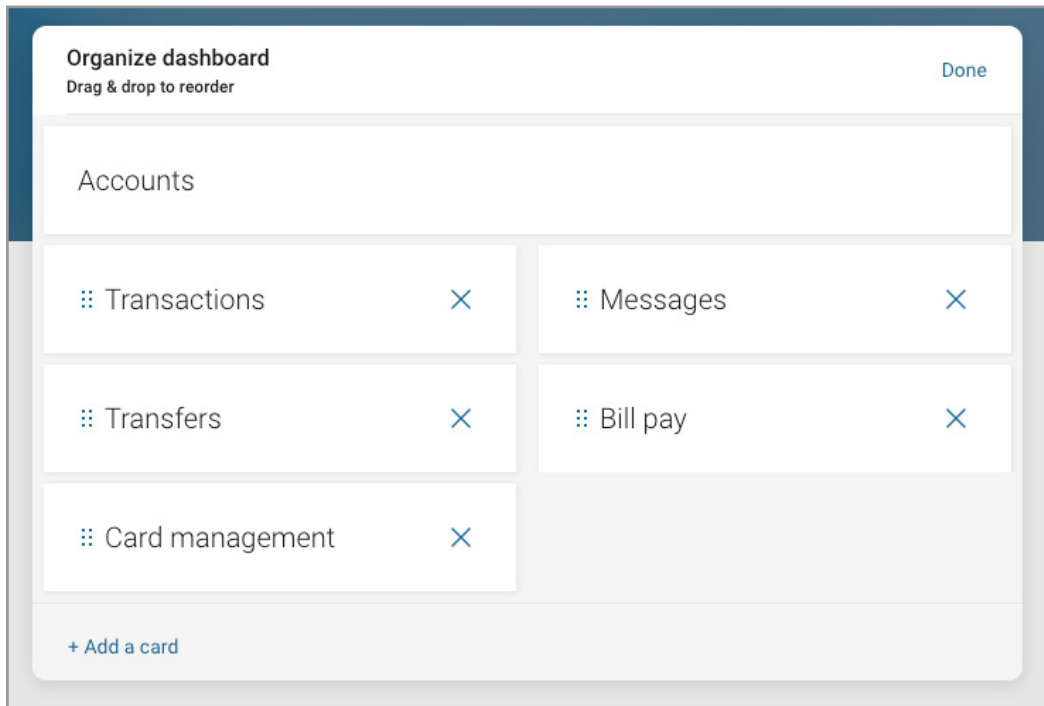 Organize dashboard
Drag & drop to reorder
Done
Accounts
Transactions
Messages
Transfers
Bill pay
Card management
+ Add a card